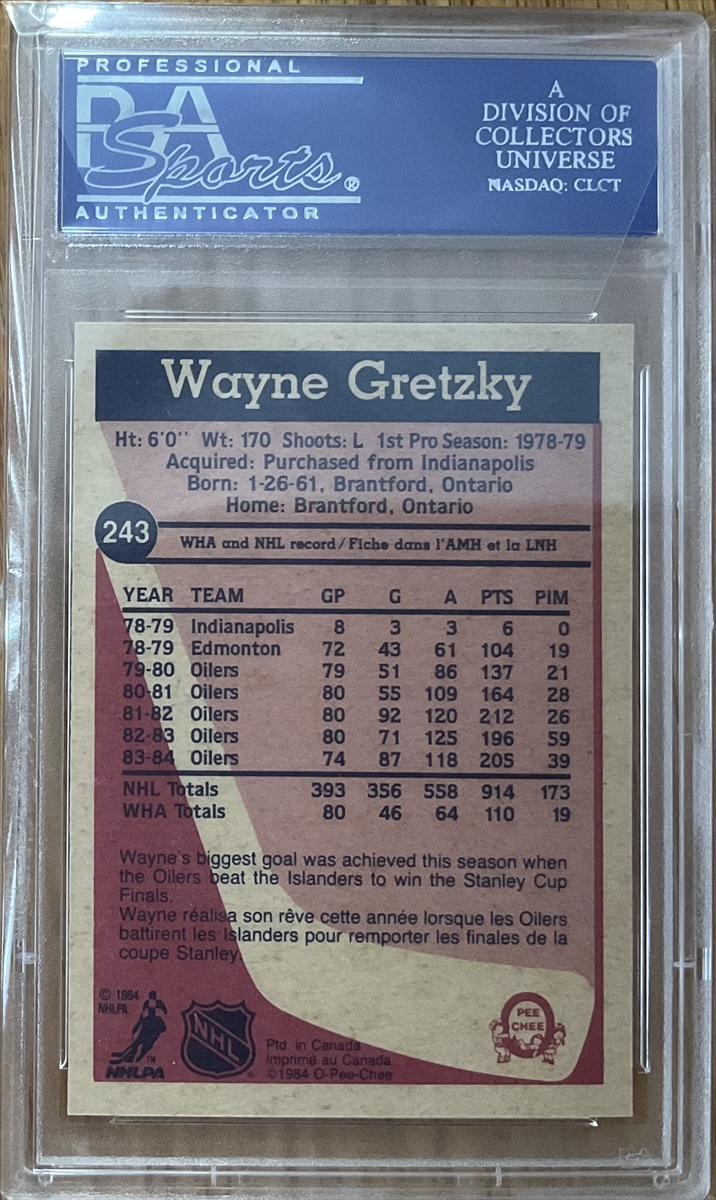 PROFESSIONAL
PSA
Sports®
AUTHENTICATOR
A
DIVISION OF
COLLECTORS
UNIVERSE
NASDAQ: CLCT
Wayne Gretzky
Ht: 6'0'' Wt: 170 Shoots: L 1st Pro Season: 1978-79
Acquired: Purchased from Indianapolis
Born: 1-26-61, Brantford, Ontario
Home: Brantford, Ontario
243
WHA and NHL record/Fiche dans l'AMH et la LNH
YEAR TEAM GP G A PTS PIM
78-79 Indianapolis 8 3 3 6 0
78-79 Edmonton 72 43 61 104 19
79-80 Oilers 79 51 86 137 21
80-81 Oilers 80 55 109 164 28
81-82 Oilers 80 92 120 212 26
82-83 Oilers 80 71 125 196 59
83-84 Oilers 74 87 118 205 39
NHL Totals 393 356 558 914 173
WHA Totals 80 46 64 110 19
Wayne's biggest goal was achieved this season when
the Oilers beat the Islanders to win the Stanley Cup
Finals.
Wayne réalisa son rêve cette année lorsque les Oilers
battirent les Islanders pour remporter les finales de la
coupe Stanley.
© 1984
NHLPA
TM
NHLPA
NHL
Ptd. in Canada
Imprimé au Canada
©1984 O-Pee-Chee
PEE
CHEE
PSA